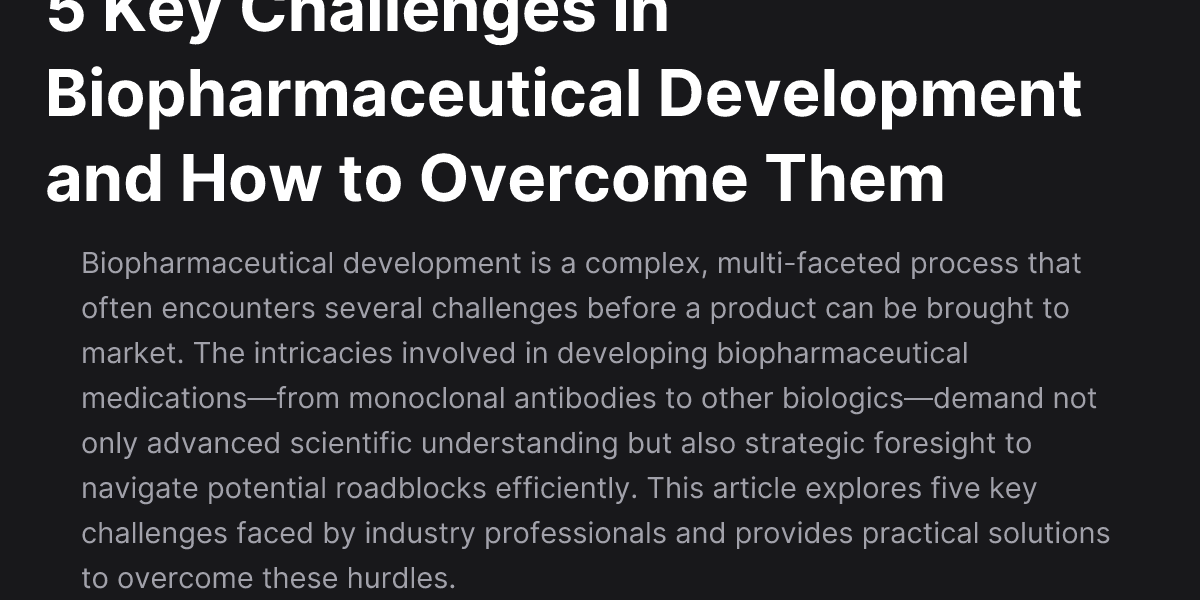 5 Key Challenges in
Biopharmaceutical Development
and How to Overcome Them
Biopharmaceutical development is a complex, multi-faceted process that
often encounters several challenges before a product can be brought to
market. The intricacies involved in developing biopharmaceutical
medications—from monoclonal antibodies to other biologics—demand not
only advanced scientific understanding but also strategic foresight to
navigate potential roadblocks efficiently. This article explores five key
challenges faced by industry professionals and provides practical solutions
to overcome these hurdles.